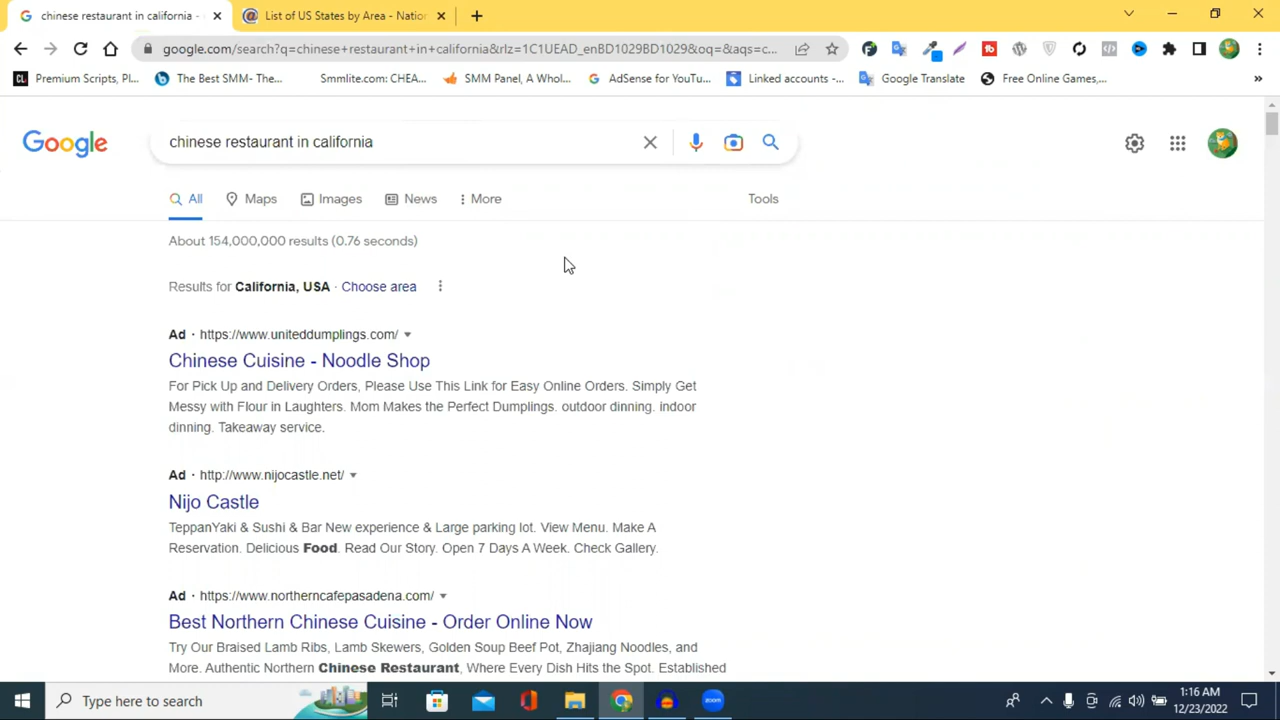 chinese restaurant in california -
List of US States by Area - Nation
google.com/search?q=chinese+restaurant+in+california&rlz=1C1UEAD_enBD1029BD1029&oq=&aqs=c...
Premium Scripts, Pl...
The Best SMM- The...
Smmlite.com: CHEA...
SMM Panel, A Whol...
AdSense for YouTu...
Linked accounts -...
Google Translate
Free Online Games,...
»
Google
chinese restaurant in california
All
Maps
Images
News
More
Tools
About 154,000,000 results (0.76 seconds)
Results for California, USA · Choose area
Ad · https://www.uniteddumplings.com/
Chinese Cuisine - Noodle Shop
For Pick Up and Delivery Orders, Please Use This Link for Easy Online Orders. Simply Get
Messy with Flour in Laughters. Mom Makes the Perfect Dumplings. outdoor dinning. indoor
dinning. Takeaway service.
Ad · http://www.nijocastle.net/
Nijo Castle
TeppanYaki & Sushi & Bar New experience & Large parking lot. View Menu. Make A
Reservation. Delicious Food. Read Our Story. Open 7 Days A Week. Check Gallery.
Ad · https://www.northerncafepasadena.com/
Best Northern Chinese Cuisine - Order Online Now
Try Our Braised Lamb Ribs, Lamb Skewers, Golden Soup Beef Pot, Zhajiang Noodles, and
More. Authentic Northern Chinese Restaurant, Where Every Dish Hits the Spot. Established
Type here to search
zoom
1:16 AM
12/23/2022